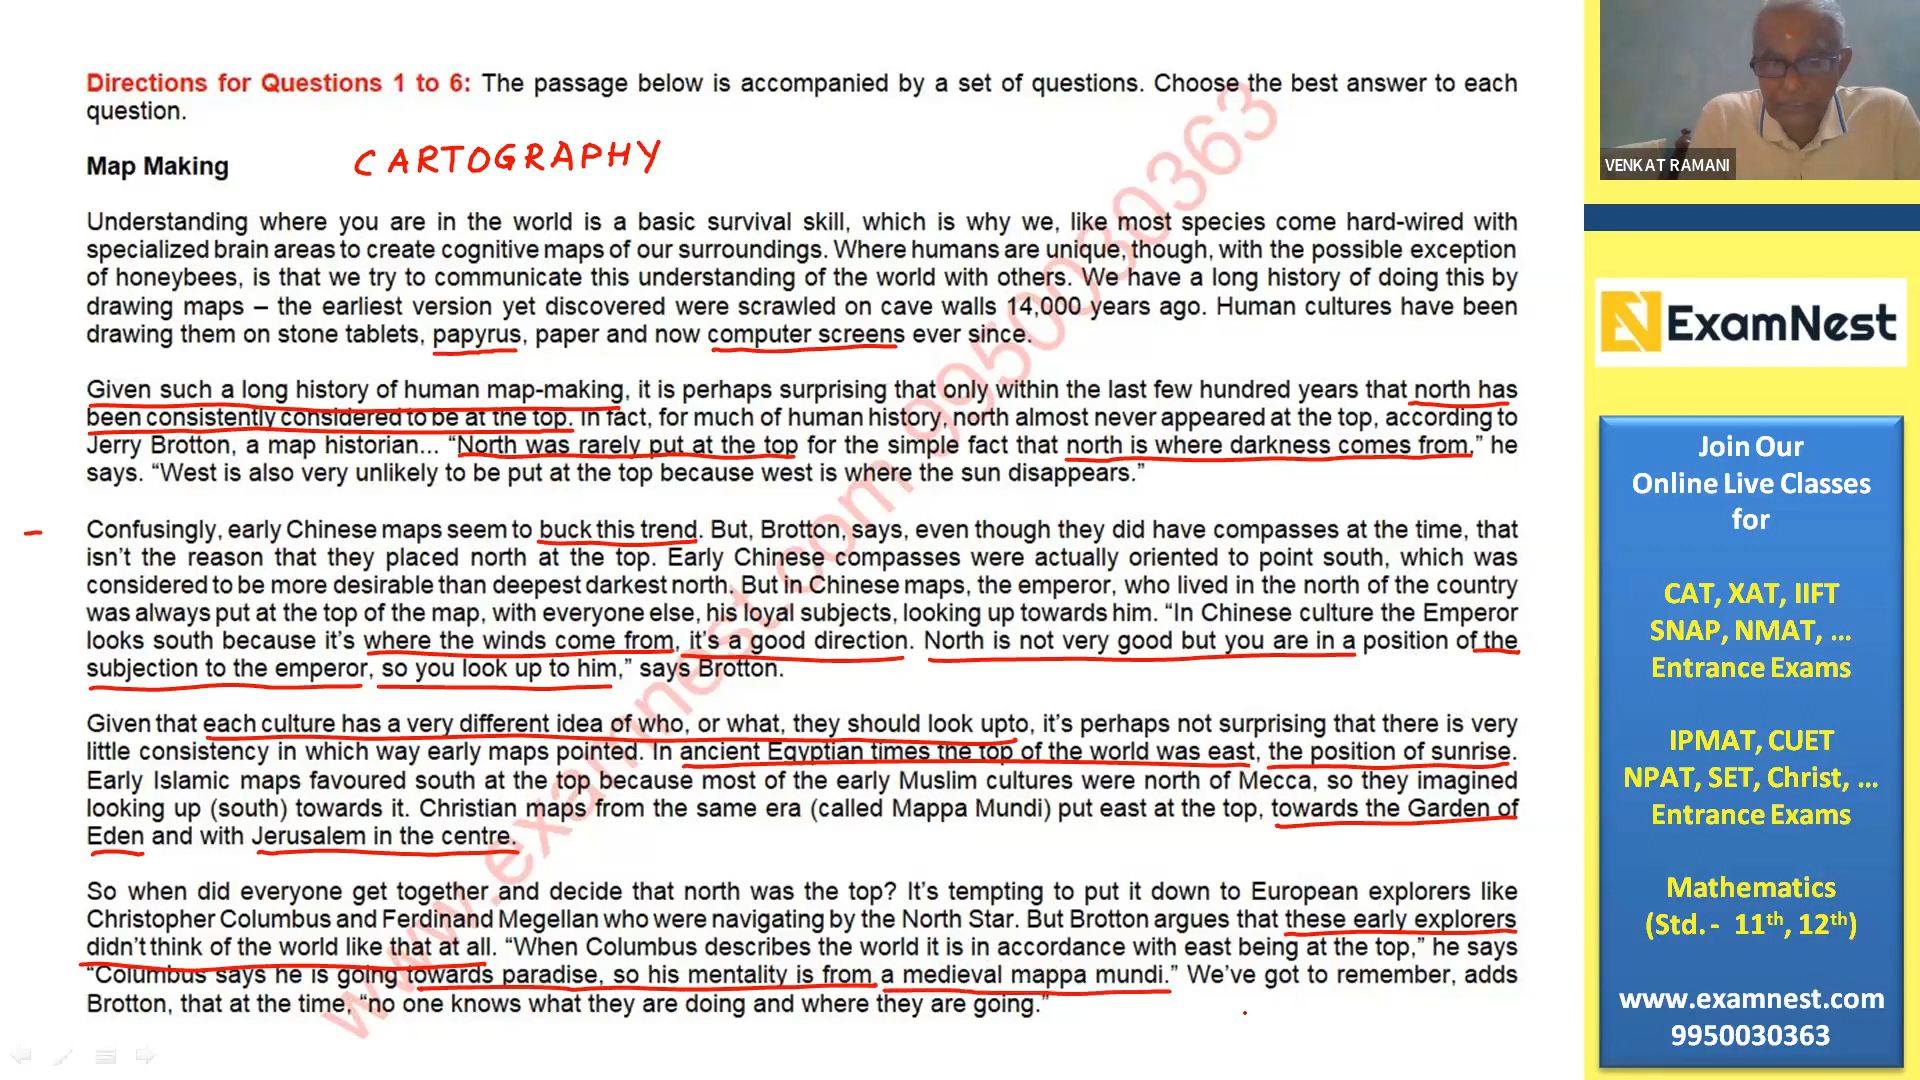 Directions for Questions 1 to 6: The passage below is accompanied by a set of questions. Choose the best answer to each
question.
CARTOGRAPHY
Map Making
Understanding where you are in the world is a basic survival skill, which is why we, like most species come hard-wired with
specialized brain areas to create cognitive maps of our surroundings. Where humans are unique, though, with the possible exception
of honeybees, is that we try to communicate this understanding of the world with others. We have a long history of doing this by
drawing maps – the earliest version yet discovered were scrawled on cave walls 14,000 years ago. Human cultures have been
drawing them on stone tablets, papyrus, paper and now computer screens ever since.
Given such a long history of human map-making, it is perhaps surprising that only within the last few hundred years that north has
been consistently considered to be at the top. In fact, for much of human history, north almost never appeared at the top, according to
Jerry Brotton, a map historian... “North was rarely put at the top for the simple fact that north is where darkness comes from,” he
says. “West is also very unlikely to be put at the top because west is where the sun disappears.”
Confusingly, early Chinese maps seem to buck this trend. But, Brotton, says, even though they did have compasses at the time, that
isn’t the reason that they placed north at the top. Early Chinese compasses were actually oriented to point south, which was
considered to be more desirable than deepest darkest north. But in Chinese maps, the emperor, who lived in the north of the country
was always put at the top of the map, with everyone else, his loyal subjects, looking up towards him. “In Chinese culture the Emperor
looks south because it’s where the winds come from, it’s a good direction. North is not very good but you are in a position of the
subjection to the emperor, so you look up to him,” says Brotton.
Given that each culture has a very different idea of who, or what, they should look upto, it’s perhaps not surprising that there is very
little consistency in which way early maps pointed. In ancient Egyptian times the top of the world was east, the position of sunrise.
Early Islamic maps favoured south at the top because most of the early Muslim cultures were north of Mecca, so they imagined
looking up (south) towards it. Christian maps from the same era (called Mappa Mundi) put east at the top, towards the Garden of
Eden and with Jerusalem in the centre.
So when did everyone get together and decide that north was the top? It’s tempting to put it down to European explorers like
Christopher Columbus and Ferdinand Megellan who were navigating by the North Star. But Brotton argues that these early explorers
didn’t think of the world like that at all. “When Columbus describes the world it is in accordance with east being at the top,” he says
“Columbus says he is going towards paradise, so his mentality is from a medieval mappa mundi.” We’ve got to remember, adds
Brotton, that at the time, “no one knows what they are doing and where they are going.”
www.examnest.com 9950030363
VENKAT RAMANI
ExamNest
Join Our
Online Live Classes
for
CAT, XAT, IIFT
SNAP, NMAT, ...
Entrance Exams
IPMAT, CUET
NPAT, SET, Christ, ...
Entrance Exams
Mathematics
(Std. - 11th, 12th)
www.examnest.com
9950030363